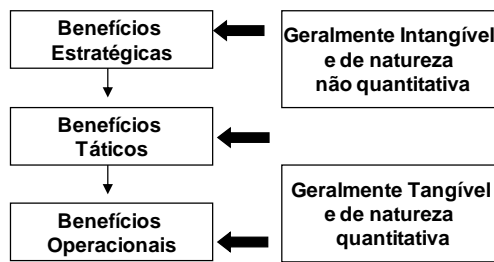 Benefícios
Estratégicas
Geralmente Intangível
e de natureza
não quantitativa
Benefícios
Táticos
Geralmente Tangível
e de natureza
quantitativa
Benefícios
Operacionais